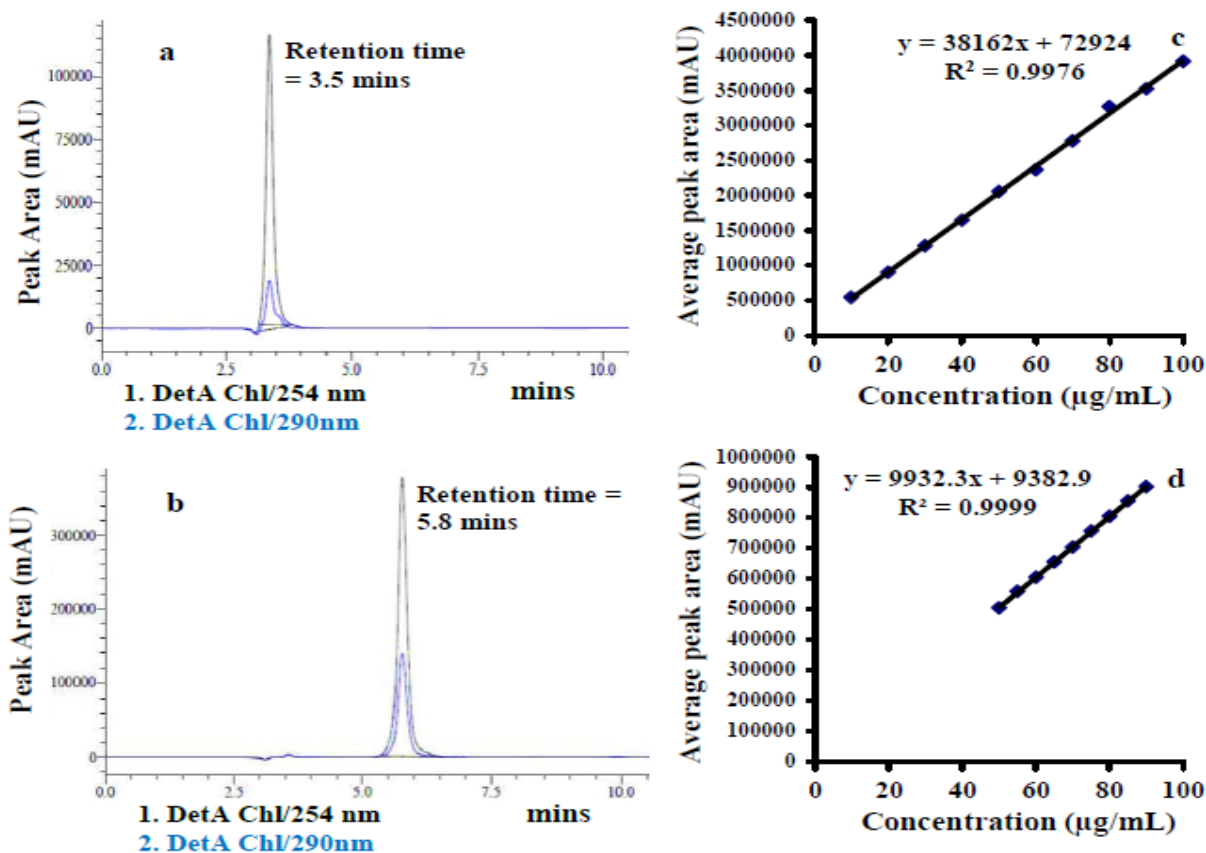 a
Retention time
= 3.5 mins
Peak Area (mAU)
100000
75000
50000
25000
0
0.0 2.5 5.0 7.5 10.0
mins
1. DetA Chl/254 nm
2. DetA Chl/290nm
c
y = 38162x + 72924
R² = 0.9976
Average peak area (mAU)
4500000
4000000
3500000
3000000
2500000
2000000
1500000
1000000
500000
0
0 20 40 60 80 100
Concentration (µg/mL)
b
Retention time =
5.8 mins
Peak Area (mAU)
300000
200000
100000
0
0.0 2.5 5.0 7.5 10.0
mins
1. DetA Chl/254 nm
2. DetA Chl/290nm
d
y = 9932.3x + 9382.9
R² = 0.9999
Average peak area (mAU)
1000000
900000
800000
700000
600000
500000
400000
300000
200000
100000
0
0 20 40 60 80 100
Concentration (µg/mL)